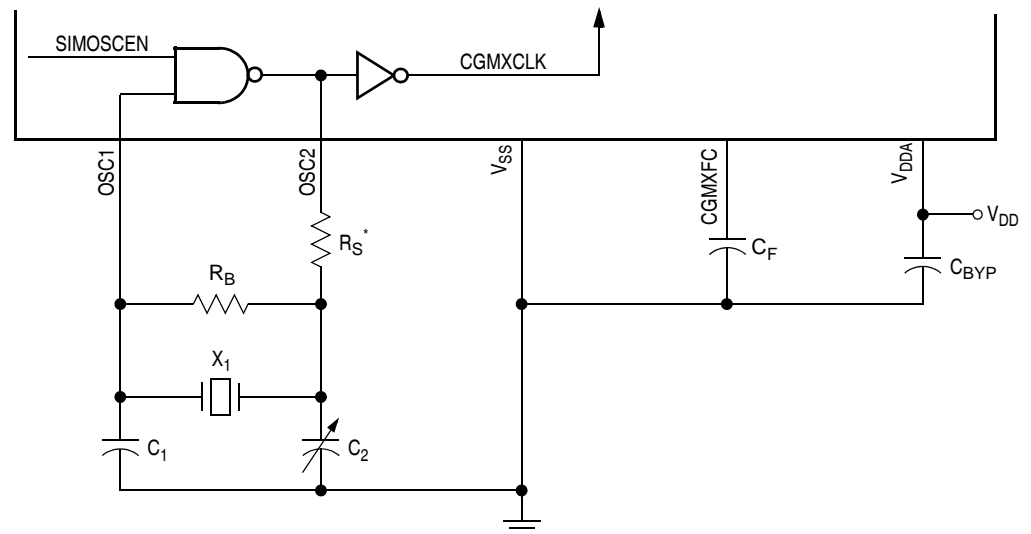 SIMOSCEN
CGMXCLK
OSC1
OSC2
VSS
CGMXFC
VDDA
VDD
RS*
CF
CBYP
RB
X1
C1
C2